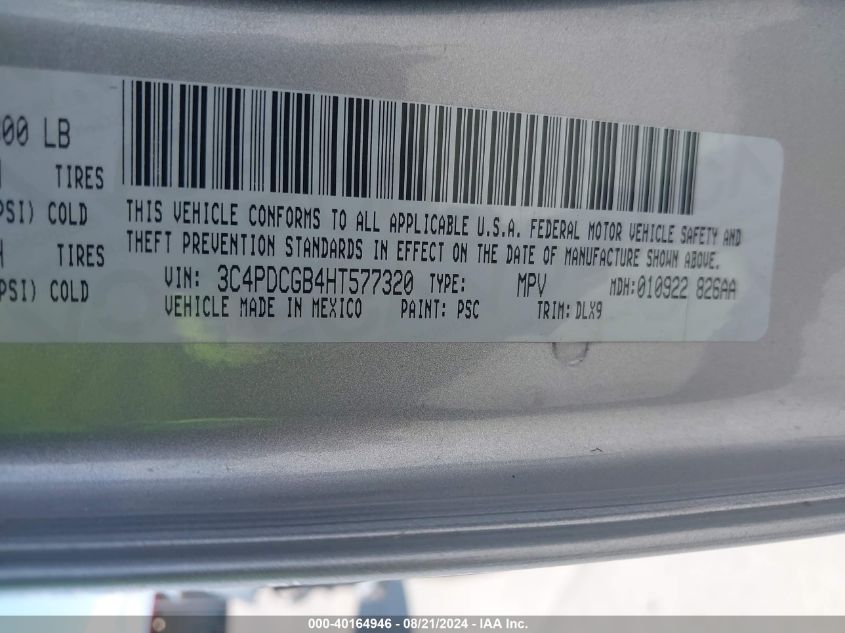 00 LB
TIRES
PSI) COLD
TIRES
PSI) COLD
THIS VEHICLE CONFORMS TO ALL APPLICABLE U.S.A. FEDERAL MOTOR VEHICLE SAFETY AND
THEFT PREVENTION STANDARDS IN EFFECT ON THE DATE OF MANUFACTURE SHOWN ABOVE.
VIN: 3C4PDCGB4HT577320 TYPE: MPV MDH:010922 826AA
VEHICLE MADE IN MEXICO PAINT: PSC TRIM: DLX9
000-40164946 - 08/21/2024 - IAA Inc.